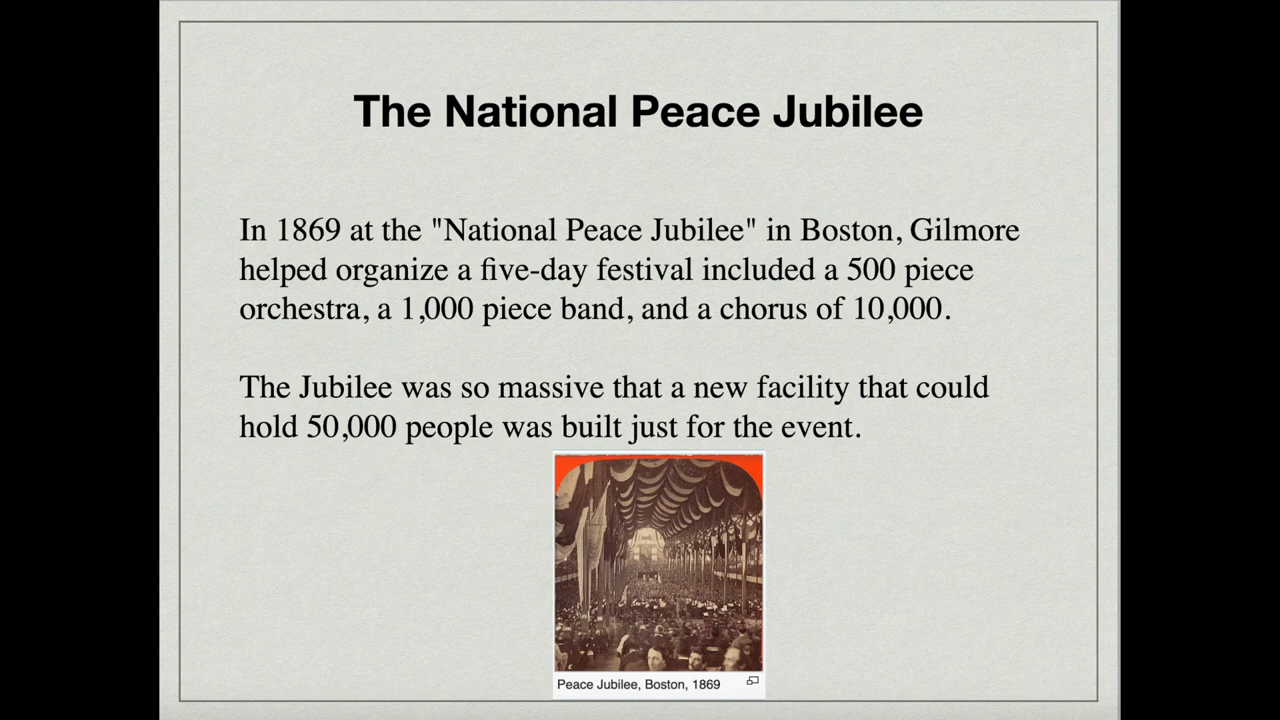 The National Peace Jubilee
In 1869 at the "National Peace Jubilee" in Boston, Gilmore
helped organize a five-day festival included a 500 piece
orchestra, a 1,000 piece band, and a chorus of 10,000.
The Jubilee was so massive that a new facility that could
hold 50,000 people was built just for the event.
Peace Jubilee, Boston, 1869